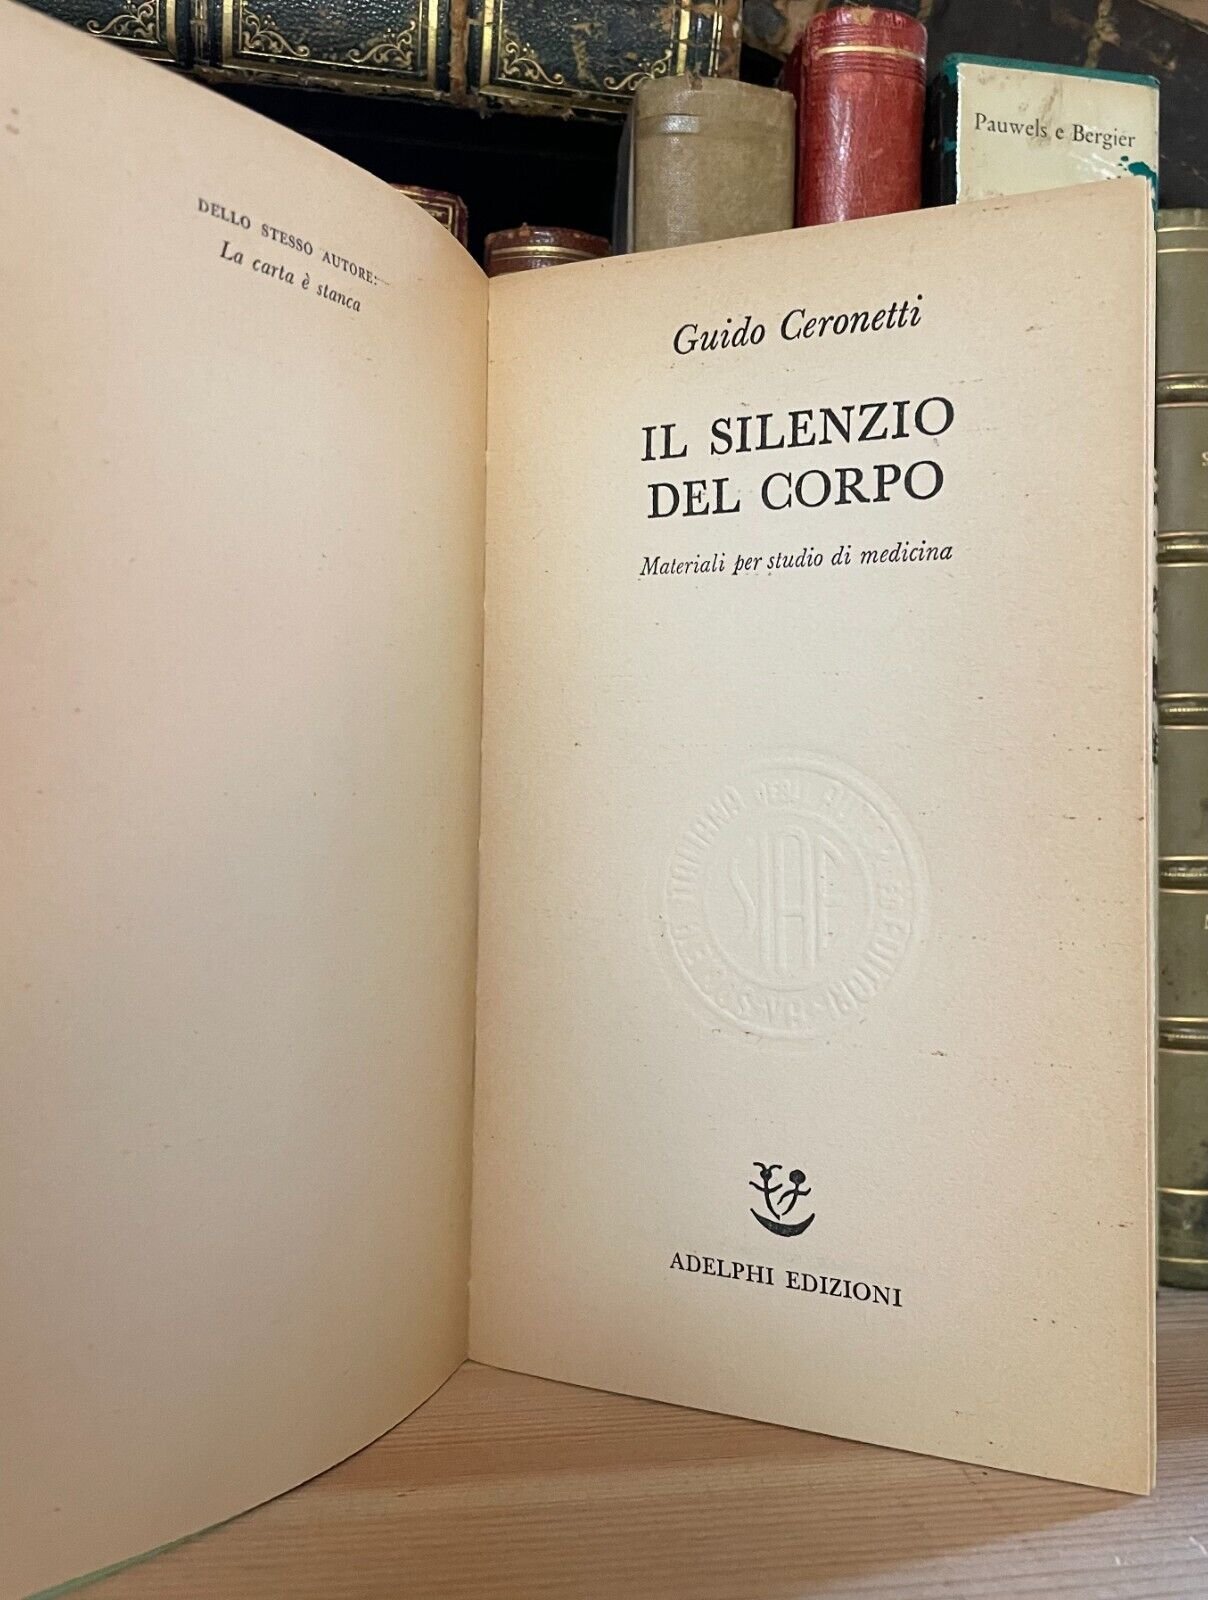 DELLO STESSO AUTORE:
La carta è stanca
Pauwels e Bergier
Guido Ceronetti
IL SILENZIO
DEL CORPO
Materiali per studio di medicina
SIAE
ADELPHI EDIZIONI